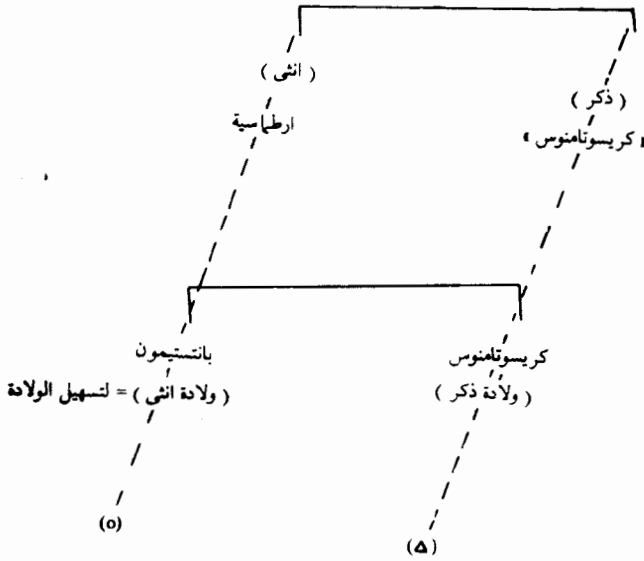 ( ذكر )
« كريسوتامنوس »
( انثى )
ارطماسية
كريسوتامنوس
( ولادة ذكر )
بانتستيمون
( ولادة انثى ) = لتسهيل الولادة
(Δ)
(o)